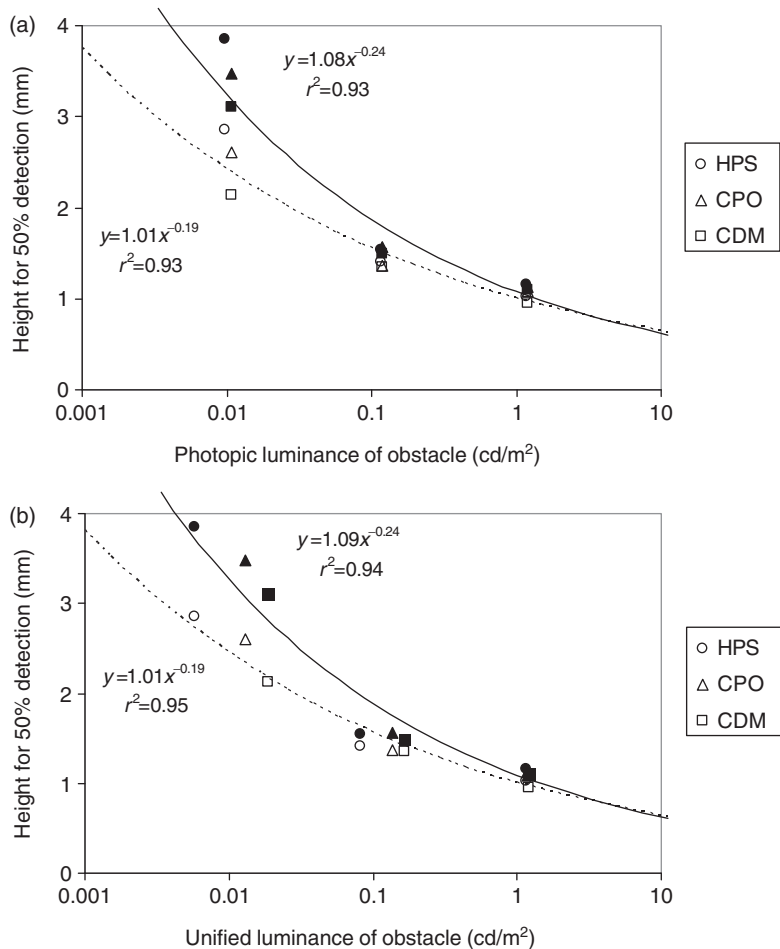 (a)
4
3
2
1
0
Height for 50% detection (mm)
y=1.08x^−0.24
r^2=0.93
y=1.01x^−0.19
r^2=0.93
HPS
CPO
CDM
0.001 0.01 0.1 1 10
Photopic luminance of obstacle (cd/m^2)
(b)
4
3
2
1
0
Height for 50% detection (mm)
y=1.09x^−0.24
r^2=0.94
y=1.01x^−0.19
r^2=0.95
HPS
CPO
CDM
0.001 0.01 0.1 1 10
Unified luminance of obstacle (cd/m^2)